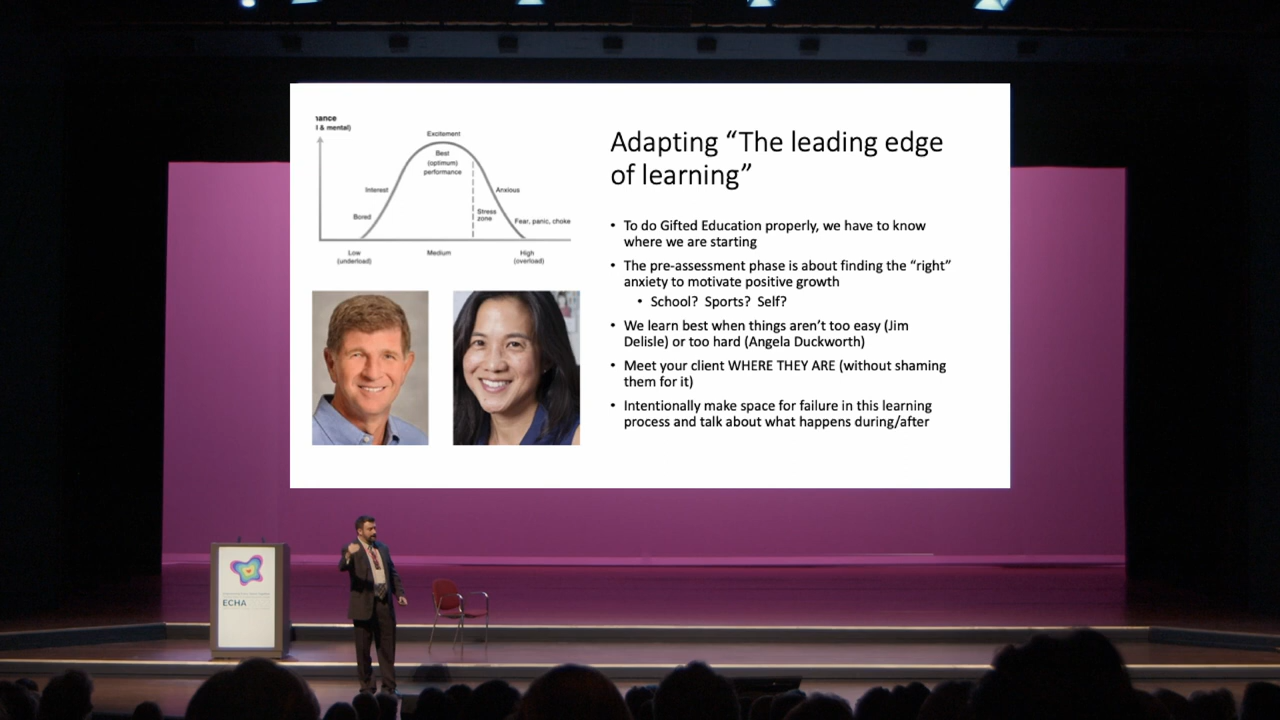 nance
l & mental)
Excitement
Best
(optimum)
performance
Interest
Anxious
Bored
Stress
zone
Fear, panic, choke
Low
(underload)
Medium
High
(overload)
Adapting “The leading edge
of learning”
• To do Gifted Education properly, we have to know
where we are starting
• The pre-assessment phase is about finding the “right”
anxiety to motivate positive growth
• School?  Sports?  Self?
• We learn best when things aren’t too easy (Jim
Delisle) or too hard (Angela Duckworth)
• Meet your client WHERE THEY ARE (without shaming
them for it)
• Intentionally make space for failure in this learning
process and talk about what happens during/after
ECHA